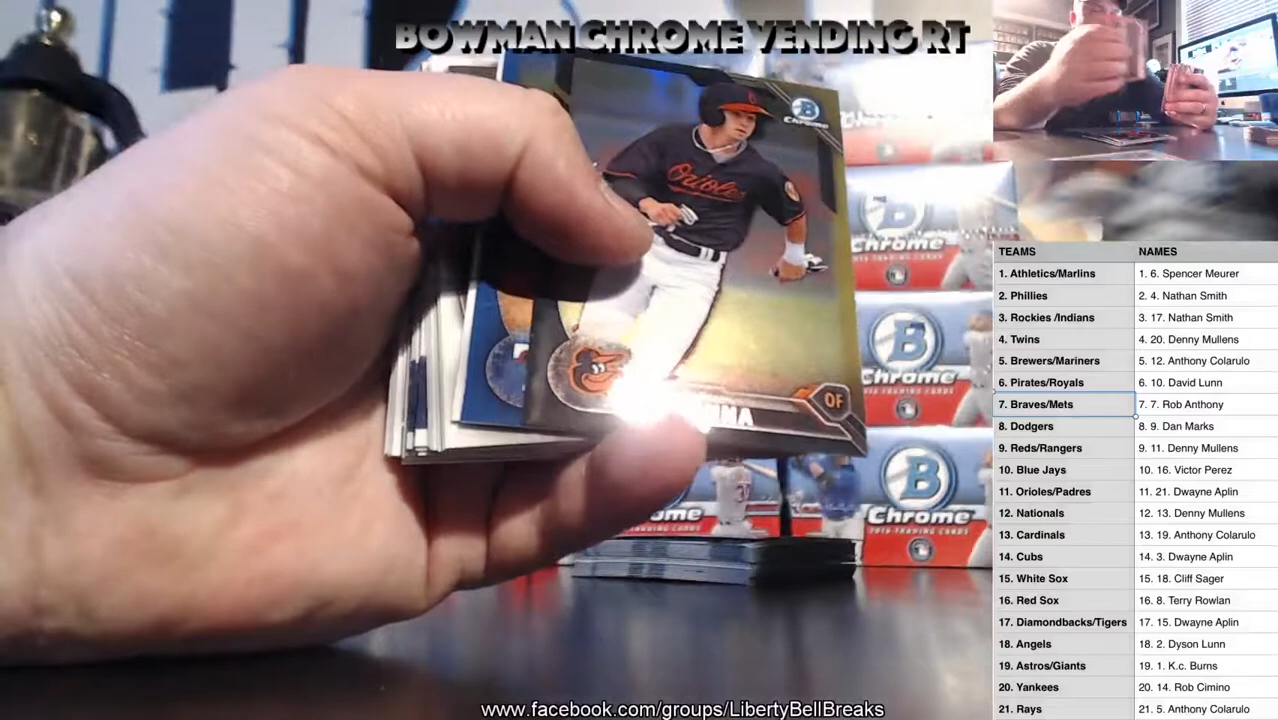 BOWMAN CHROME VENDING RT
Chrome
Orioles
OF
Chrome
Chrome
Chrome
TEAMS NAMES
1. Athletics/Marlins 1. 6. Spencer Meurer
2. Phillies 2. 4. Nathan Smith
3. Rockies /Indians 3. 17. Nathan Smith
4. Twins 4. 20. Denny Mullens
5. Brewers/Mariners 5. 12. Anthony Colarulo
6. Pirates/Royals 6. 10. David Lunn
7. Braves/Mets 7. 7. Rob Anthony
8. Dodgers 8. 9. Dan Marks
9. Reds/Rangers 9. 11. Denny Mullens
10. Blue Jays 10. 16. Victor Perez
11. Orioles/Padres 11. 21. Dwayne Aplin
12. Nationals 12. 13. Denny Mullens
13. Cardinals 13. 19. Anthony Colarulo
14. Cubs 14. 3. Dwayne Aplin
15. White Sox 15. 18. Cliff Sager
16. Red Sox 16. 8. Terry Rowlan
17. Diamondbacks/Tigers 17. 15. Dwayne Aplin
18. Angels 18. 2. Dyson Lunn
19. Astros/Giants 19. 1. K.c. Burns
20. Yankees 20. 14. Rob Cimino
21. Rays 21. 5. Anthony Colarulo
www.facebook.com/groups/LibertyBellBreaks